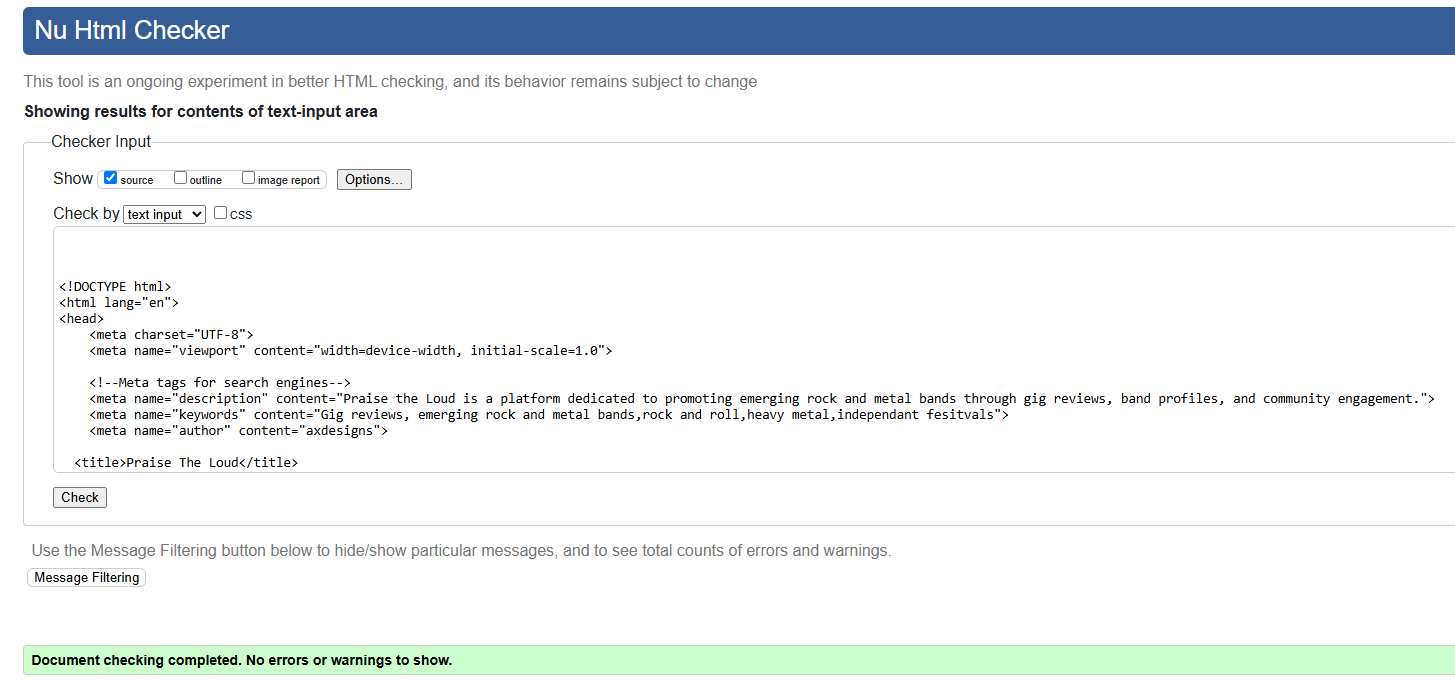 Nu Html Checker
This tool is an ongoing experiment in better HTML checking, and its behavior remains subject to change
Showing results for contents of text-input area
Checker Input
Show source outline image report Options...
Check by text input css
<!DOCTYPE html>
<html lang="en">
<head>
    <meta charset="UTF-8">
    <meta name="viewport" content="width=device-width, initial-scale=1.0">
    <!--Meta tags for search engines-->
    <meta name="description" content="Praise the Loud is a platform dedicated to promoting emerging rock and metal bands through gig reviews, band profiles, and community engagement.">
    <meta name="keywords" content="Gig reviews, emerging rock and metal bands,rock and roll,heavy metal,independant fesitvals">
    <meta name="author" content="axdesigns">
  <title>Praise The Loud</title>
Check
Use the Message Filtering button below to hide/show particular messages, and to see total counts of errors and warnings.
Message Filtering
Document checking completed. No errors or warnings to show.